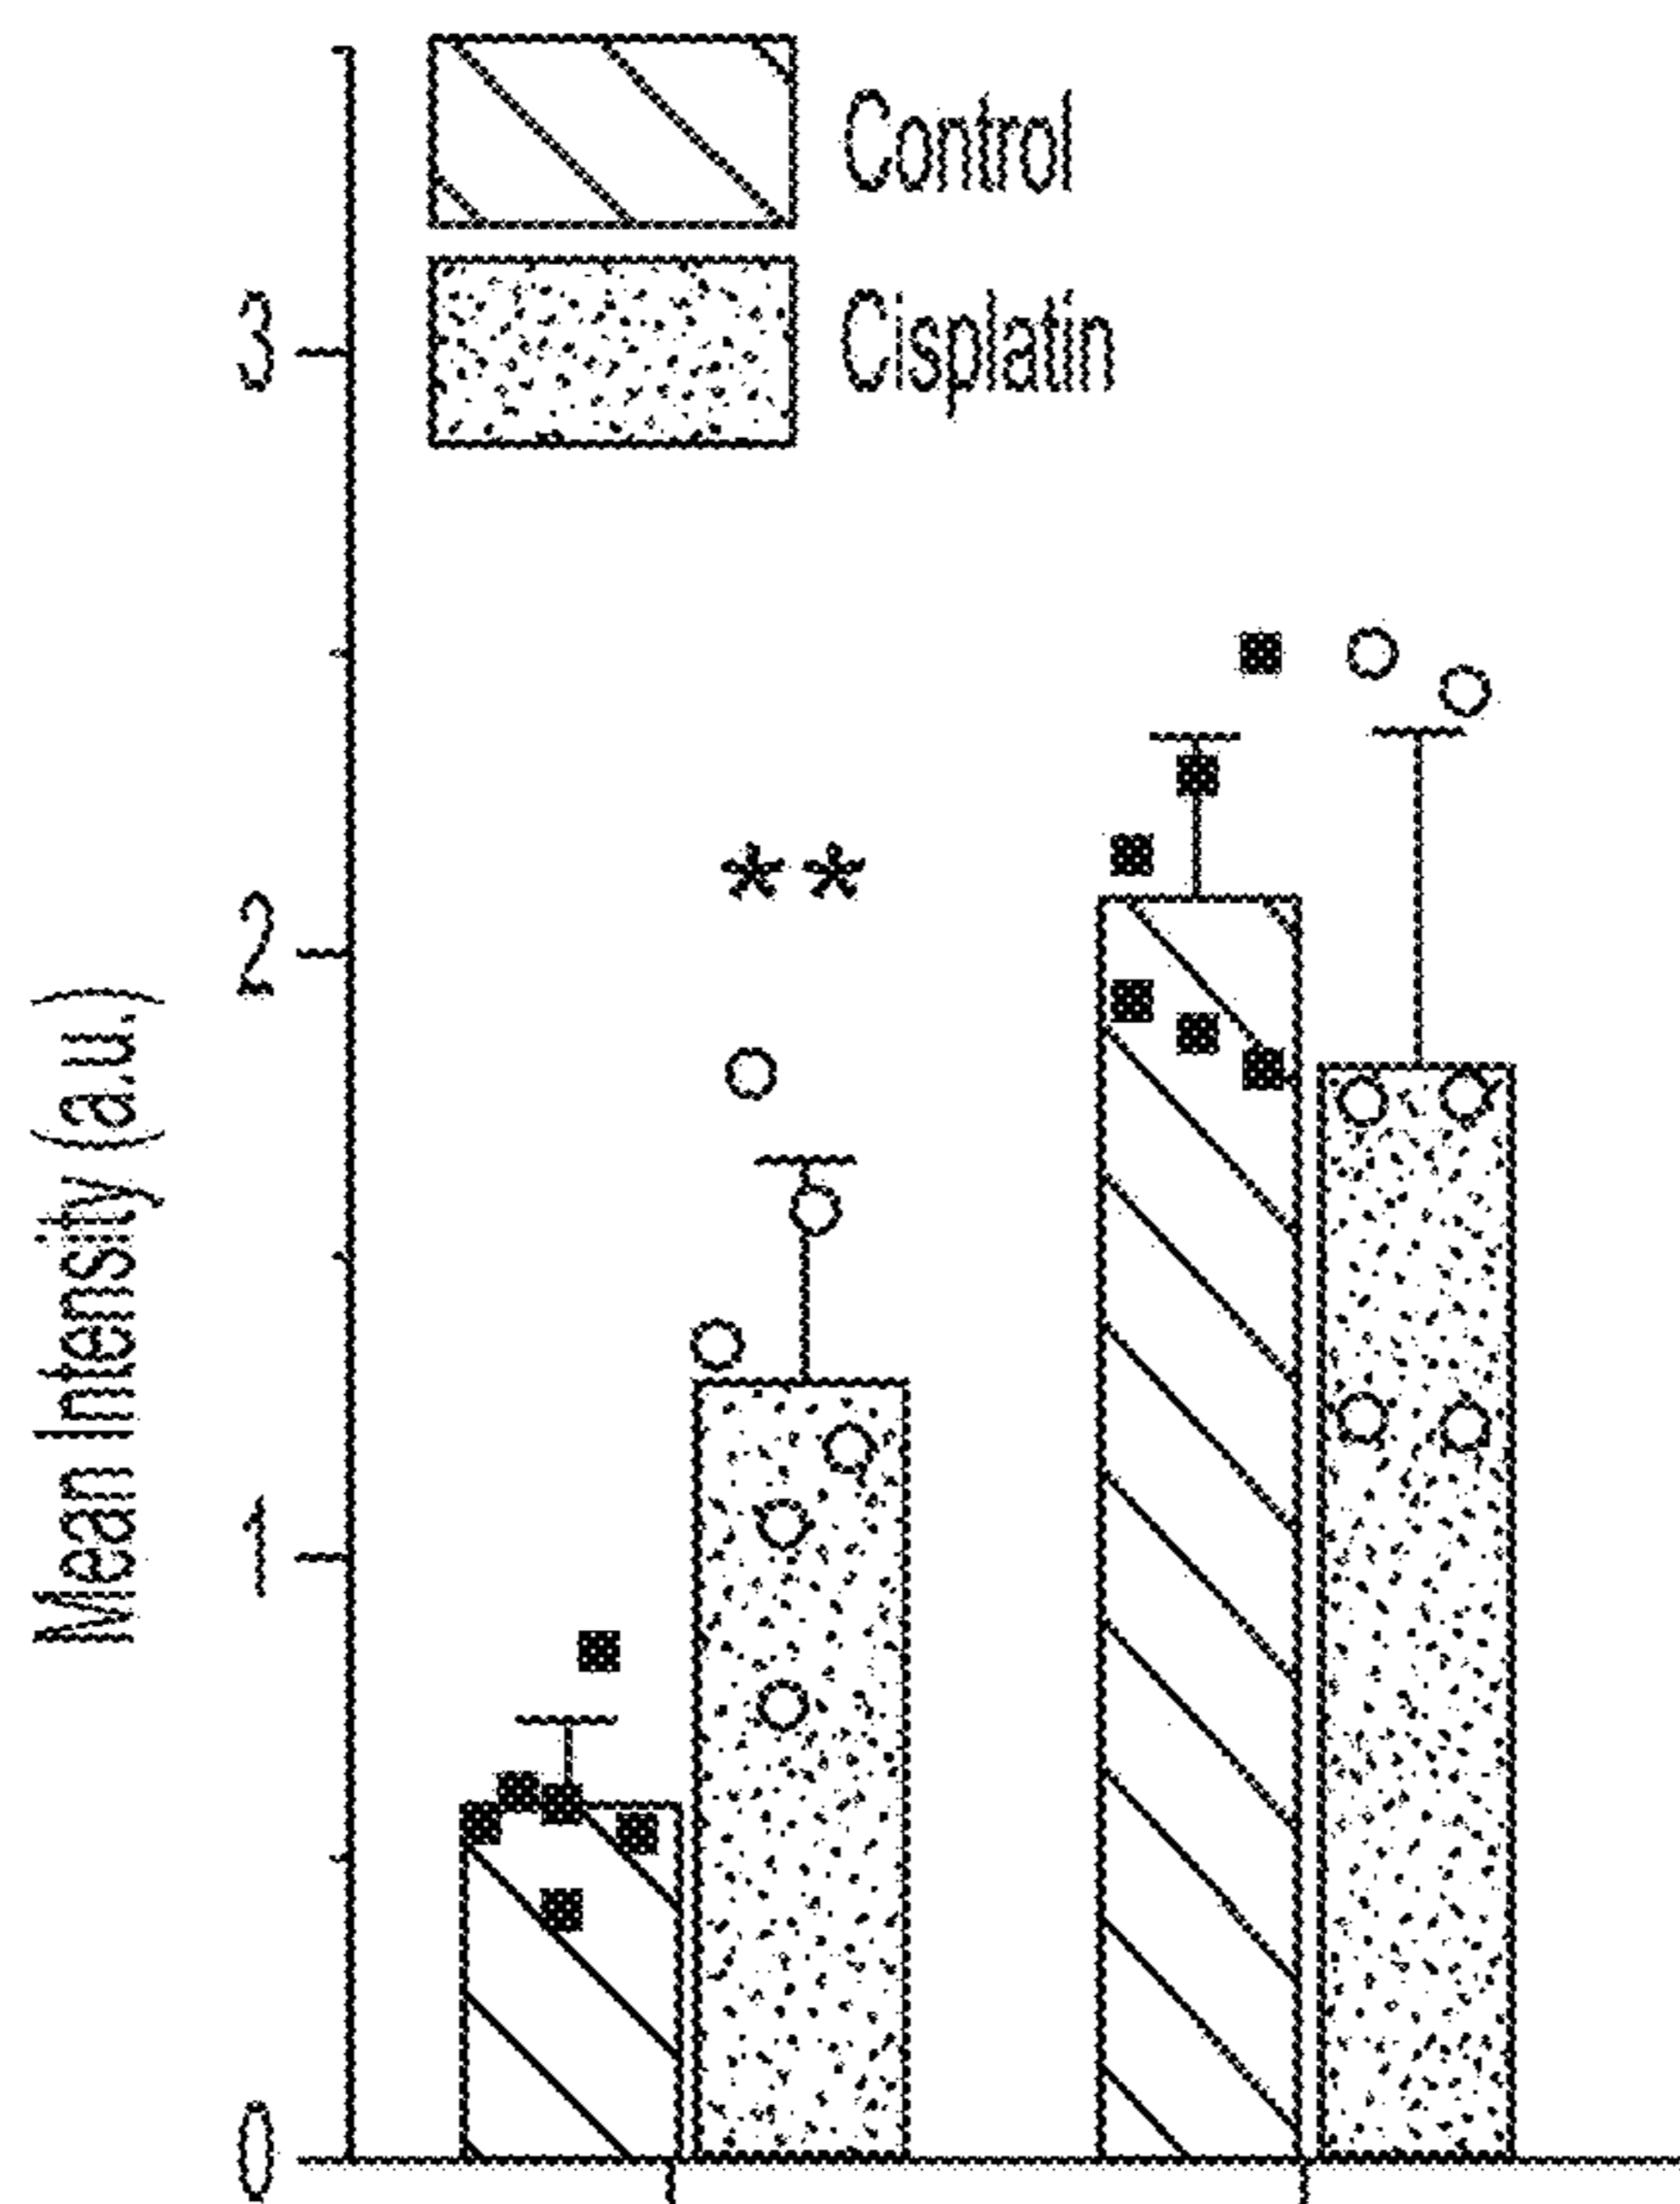 Control
Cisplatin
3
2
1
0
Mean Intensity (a.u.)
**